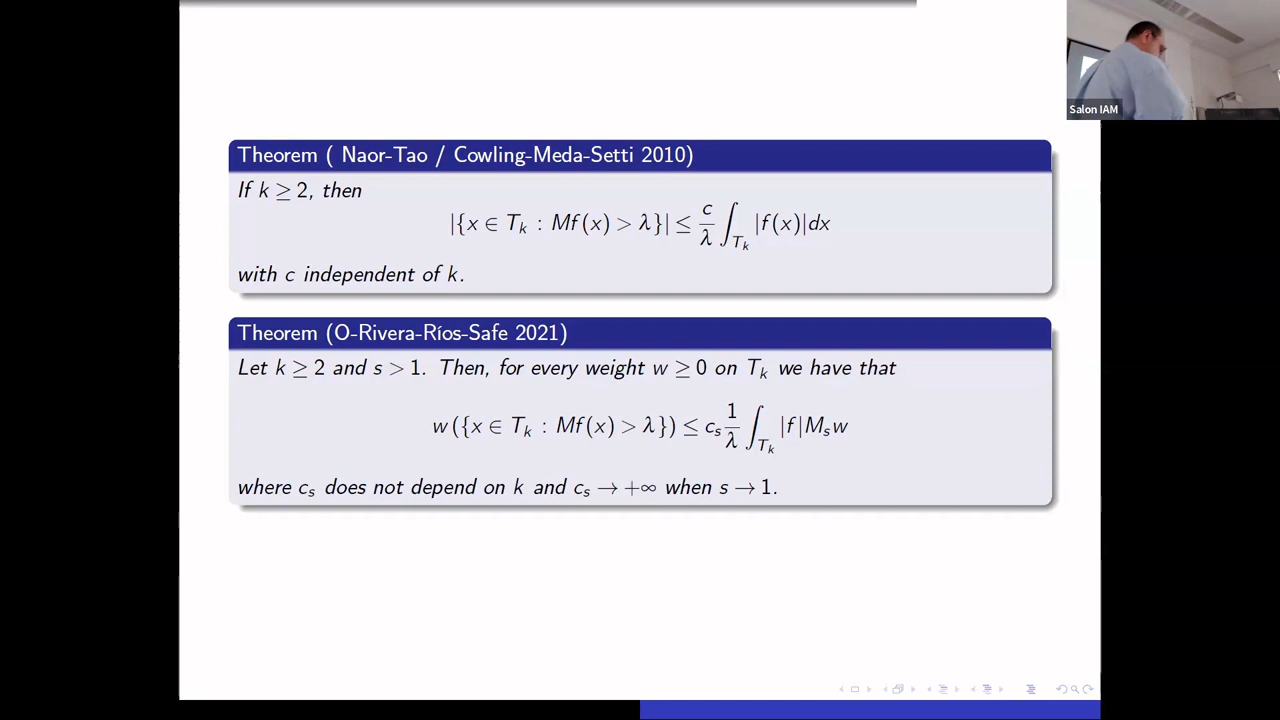 Salon IAM
Theorem ( Naor-Tao / Cowling-Meda-Setti 2010)
If k ≥ 2, then
|{x ∈ T_k : Mf(x) > λ}| ≤ c/λ ∫_{T_k} |f(x)|dx
with c independent of k.
Theorem (O-Rivera-Ríos-Safe 2021)
Let k ≥ 2 and s > 1. Then, for every weight w ≥ 0 on T_k we have that
w ({x ∈ T_k : Mf(x) > λ}) ≤ c_s 1/λ ∫_{T_k} |f|M_s w
where c_s does not depend on k and c_s → +∞ when s → 1.